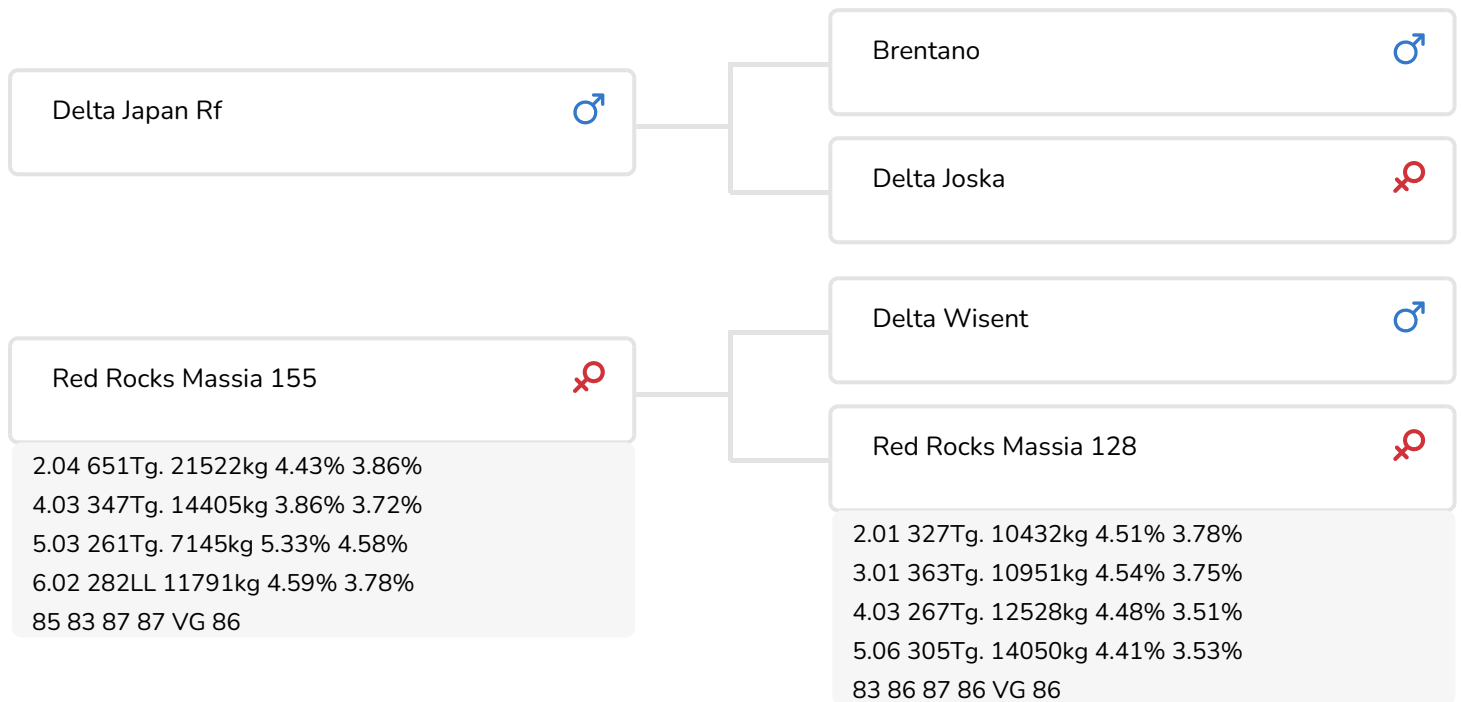 Delta Japan Rf
Brentano
Delta Joska
Red Rocks Massia 155
2.04 651Tg. 21522kg 4.43% 3.86%
4.03 347Tg. 14405kg 3.86% 3.72%
5.03 261Tg. 7145kg 5.33% 4.58%
6.02 282LL 11791kg 4.59% 3.78%
85 83 87 87 VG 86
Delta Wisent
Red Rocks Massia 128
2.01 327Tg. 10432kg 4.51% 3.78%
3.01 363Tg. 10951kg 4.54% 3.75%
4.03 267Tg. 12528kg 4.48% 3.51%
5.06 305Tg. 14050kg 4.41% 3.53%
83 86 87 86 VG 86